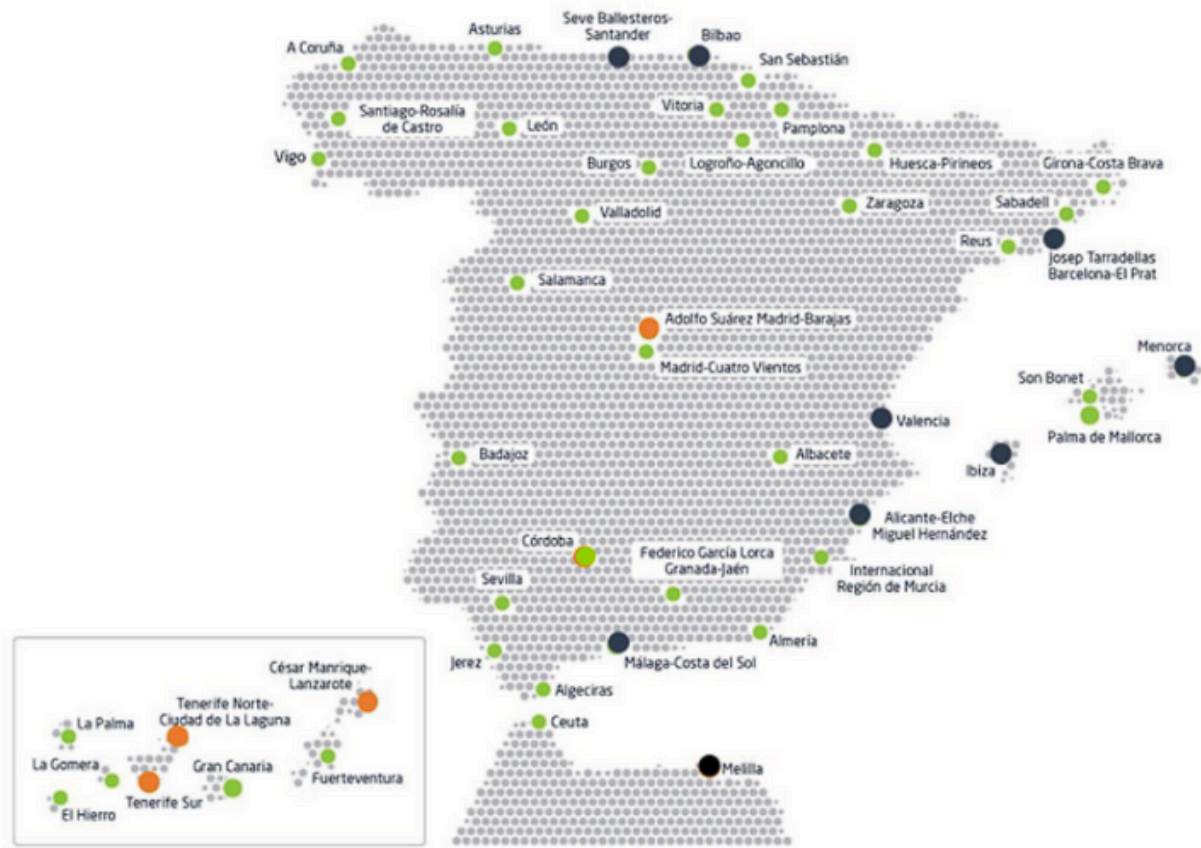 Asturias
Seve Ballesteros-
Santander
Bilbao
A Coruña
San Sebastián
Santiago-Rosalía
de Castro
León
Vitoria
Pamplona
Vigo
Burgos
Logroño-Agoncillo
Huesca-Pirineos
Girona-Costa Brava
Valladolid
Zaragoza
Sabadell
Reus
Josep Tarradellas
Barcelona-El Prat
Salamanca
Adolfo Suárez Madrid-Barajas
Madrid-Cuatro Vientos
Menorca
Son Bonet
Palma de Mallorca
Valencia
Ibiza
Badajoz
Albacete
Alicante-Elche
Miguel Hernández
Córdoba
Federico García Lorca
Granada-Jaén
Internacional
Región de Murcia
Sevilla
Almería
Jerez
Málaga-Costa del Sol
Algeciras
Ceuta
Melilla
César Manrique-
Lanzarote
Tenerife Norte-
Ciudad de La Laguna
La Palma
La Gomera
Gran Canaria
Fuerteventura
Tenerife Sur
El Hierro